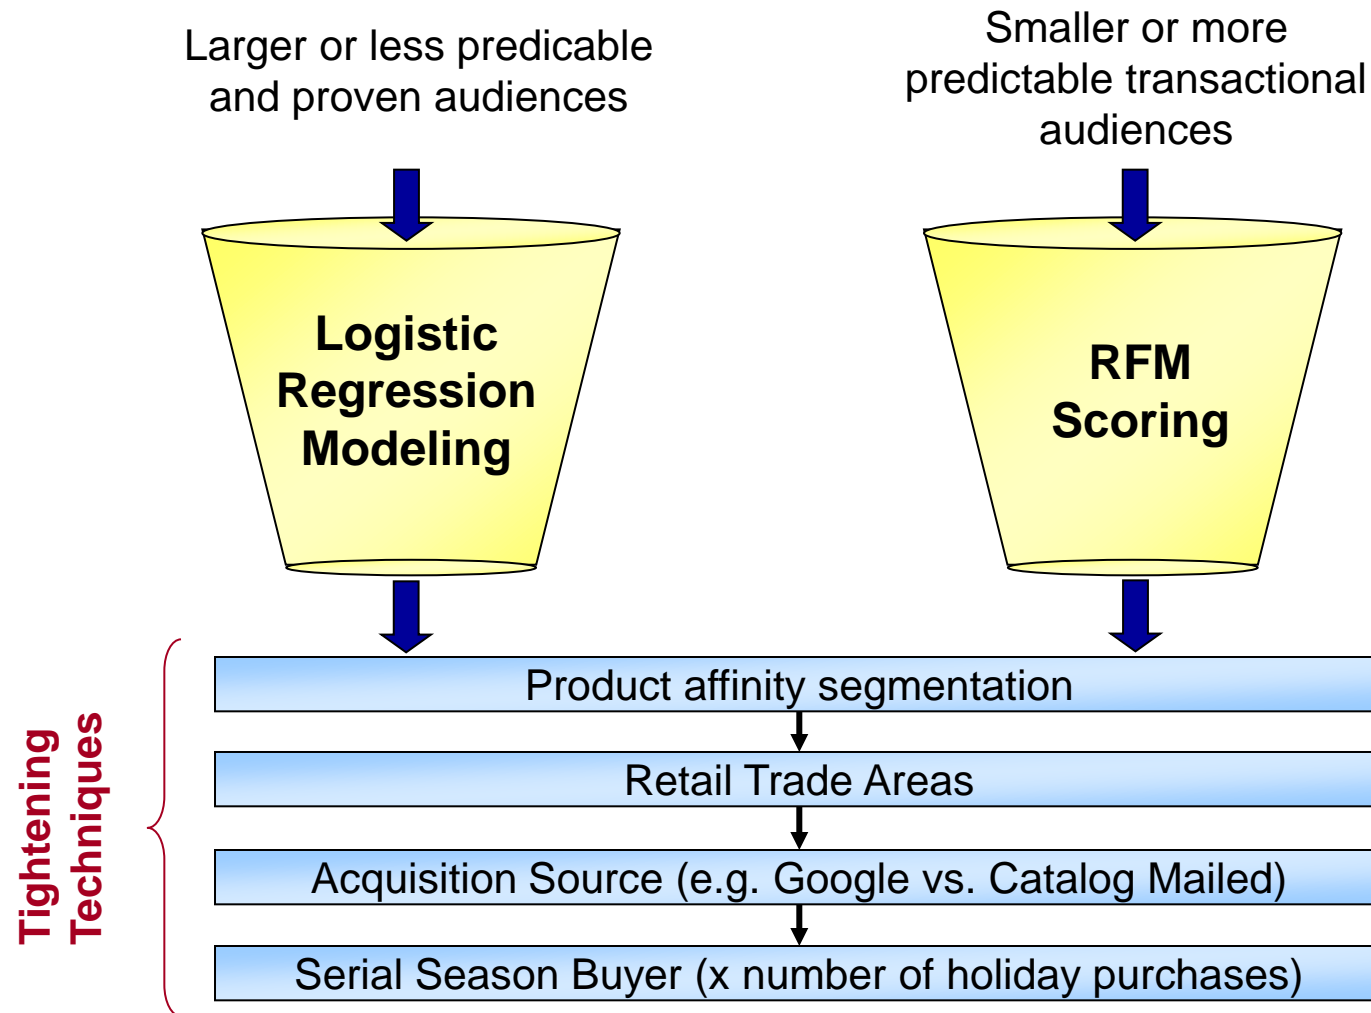 Larger or less predicable
and proven audiences
Smaller or more
predictable transactional
audiences
Logistic
Regression
Modeling
RFM
Scoring
Tightening
Techniques
Product affinity segmentation
Retail Trade Areas
Acquisition Source (e.g. Google vs. Catalog Mailed)
Serial Season Buyer (x number of holiday purchases)